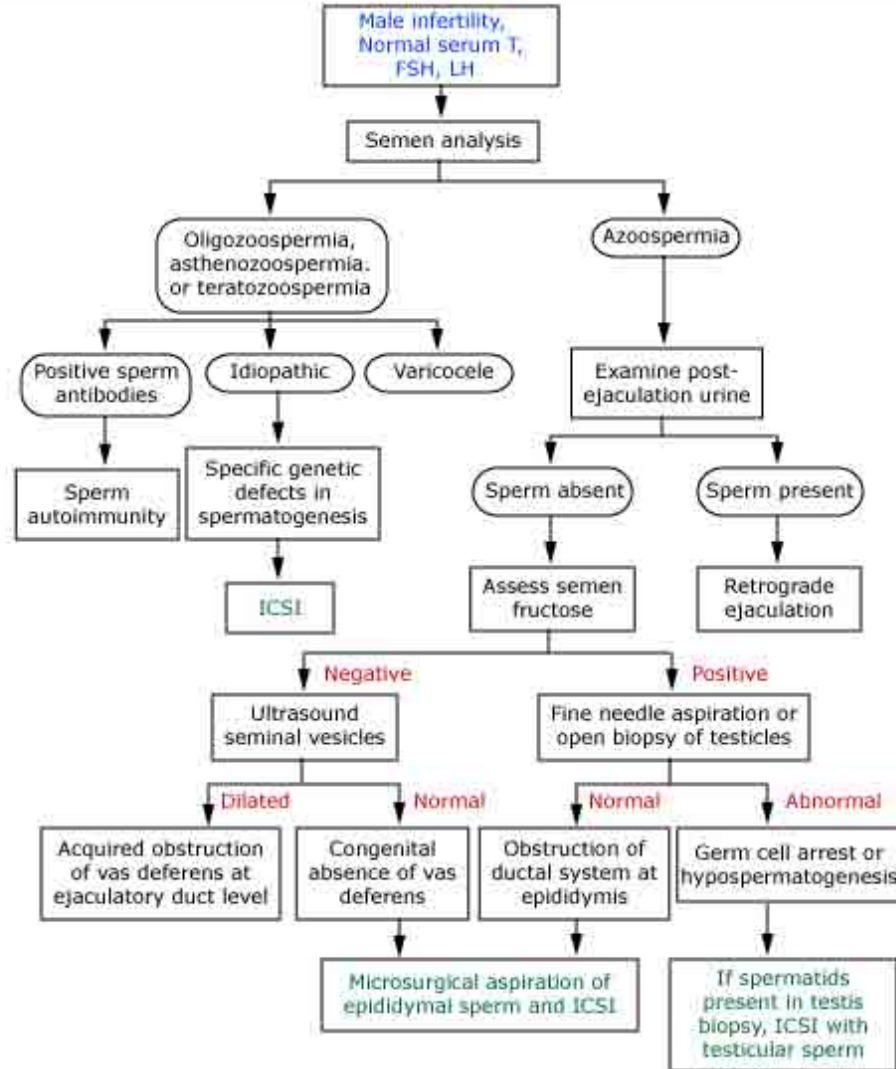 Male infertility,
Normal serum T,
FSH, LH
Semen analysis
Oligozoospermia,
asthenozoospermia.
or teratozoospermia
Azoospermia
Positive sperm
antibodies
Idiopathic
Varicocele
Examine post-
ejaculation urine
Sperm
autoimmunity
Specific genetic
defects in
spermatogenesis
Sperm absent
Sperm present
ICSI
Assess semen
fructose
Retrograde
ejaculation
Negative
Positive
Ultrasound
seminal vesicles
Fine needle aspiration or
open biopsy of testicles
Dilated
Normal
Normal
Abnormal
Acquired obstruction
of vas deferens at
ejaculatory duct level
Congenital
absence of vas
deferens
Obstruction of
ductal system at
epididymis
Germ cell arrest or
hypospermatogenesis
Microsurgical aspiration of
epididymal sperm and ICSI
If spermatids
present in testis
biopsy, ICSI with
testicular sperm